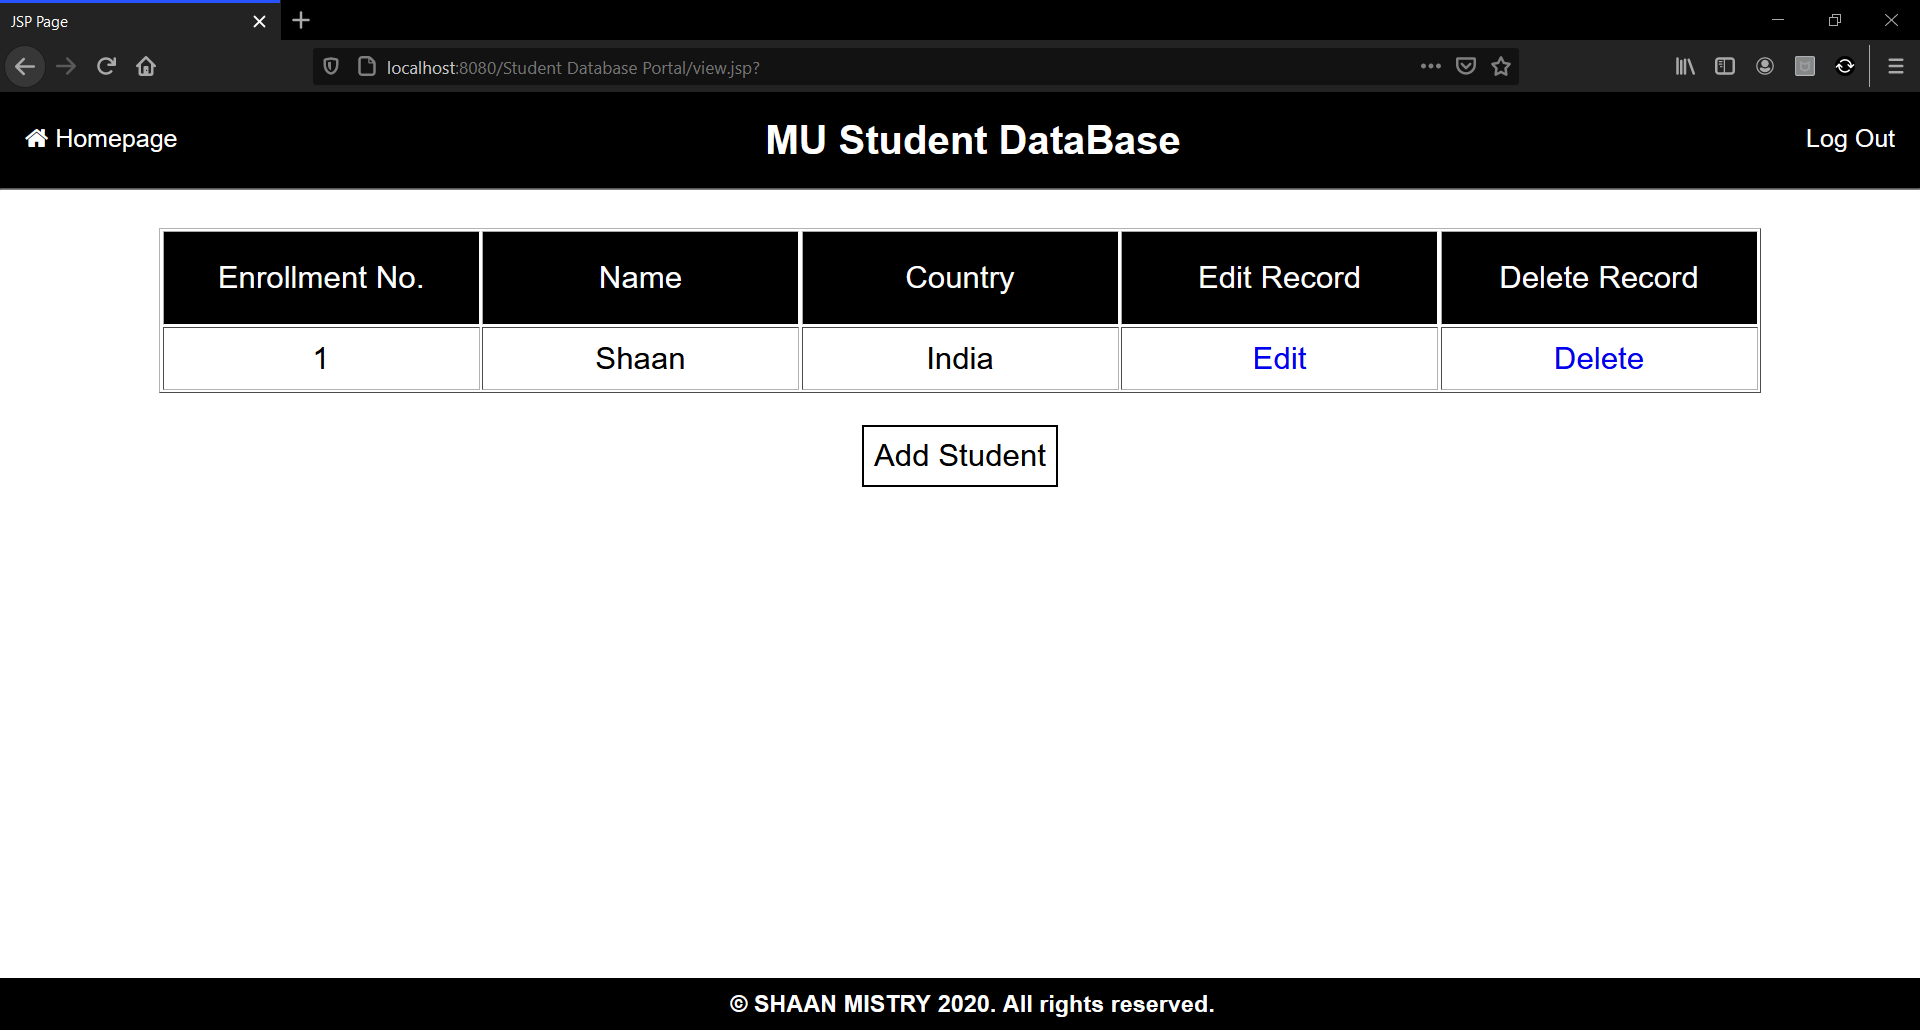 JSP Page
localhost:8080/Student Database Portal/view.jsp?
Homepage
MU Student DataBase
Log Out
Enrollment No. Name Country Edit Record Delete Record
1 Shaan India Edit Delete
Add Student
© SHAAN MISTRY 2020. All rights reserved.